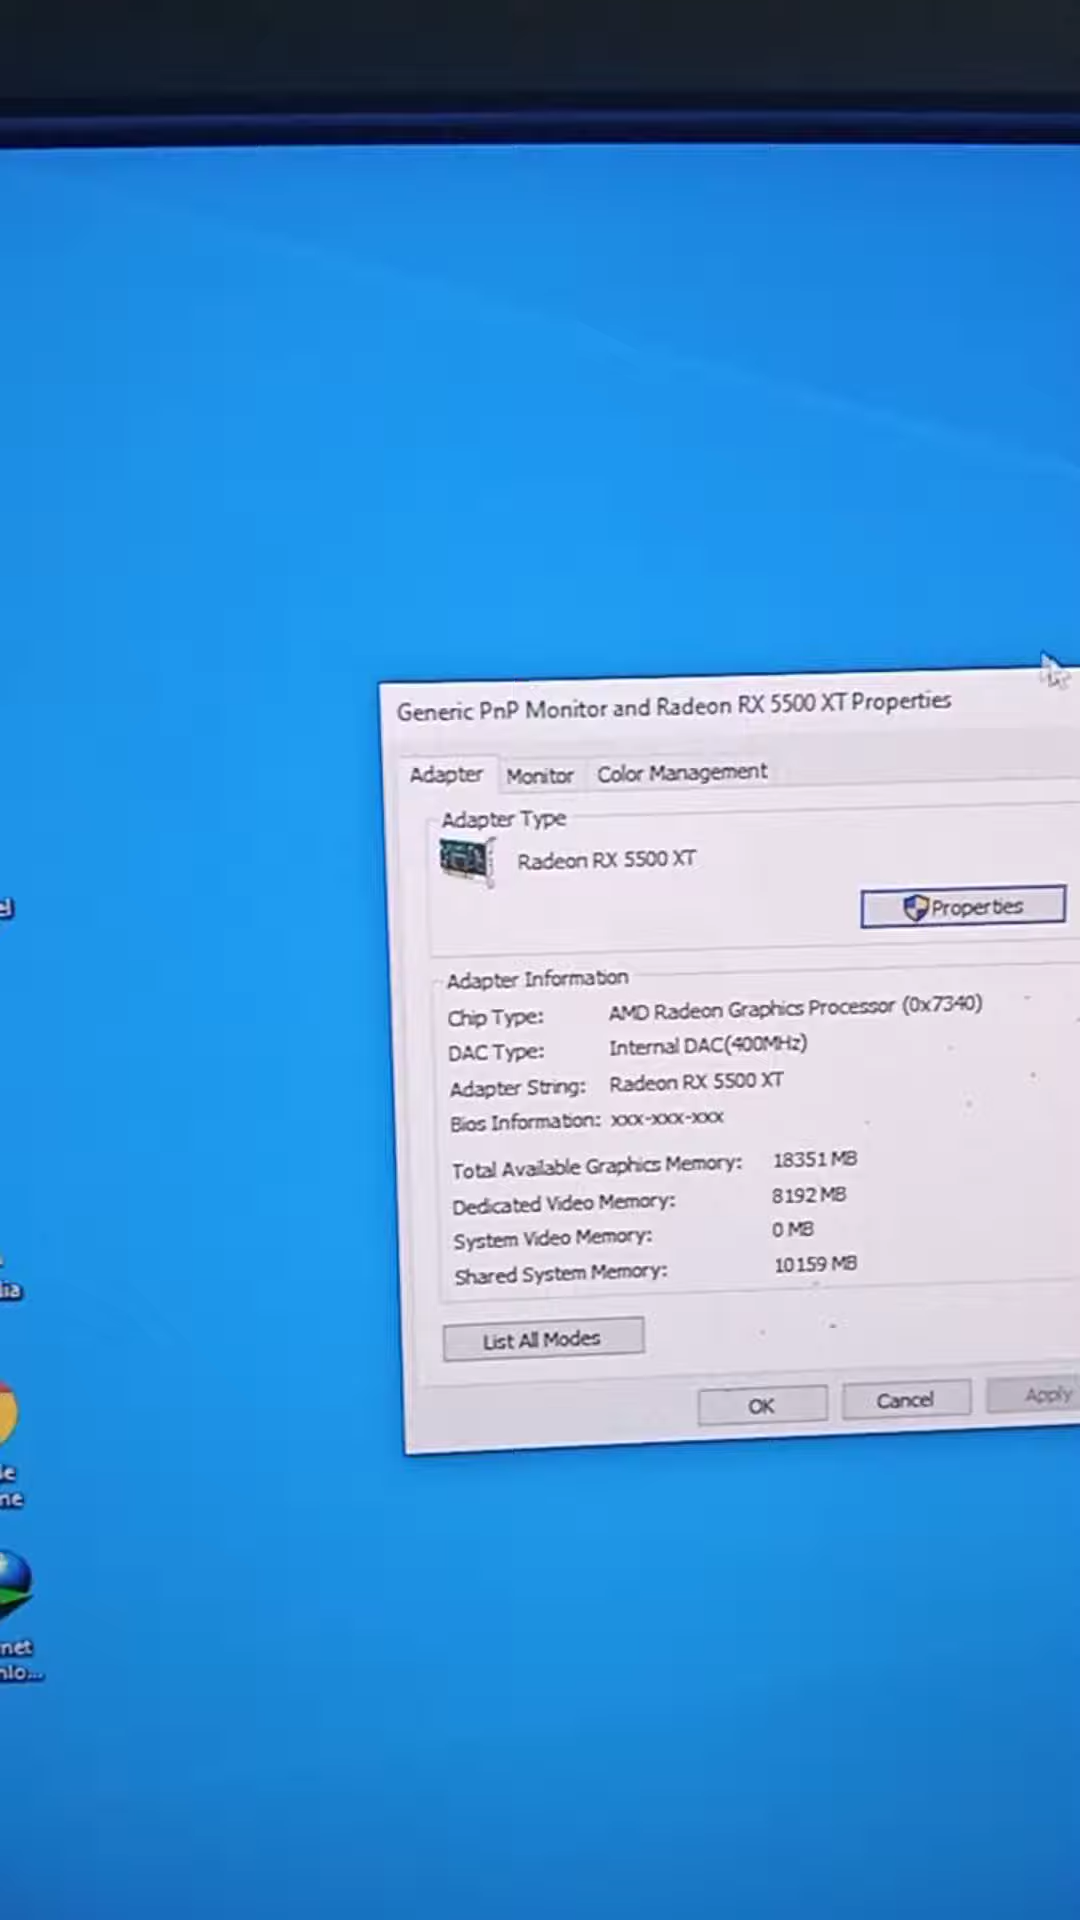 Generic PnP Monitor and Radeon RX 5500 XT Properties
Adapter Monitor Color Management
Adapter Type
Radeon RX 5500 XT
Properties
Adapter Information
Chip Type: AMD Radeon Graphics Processor (0x7340)
DAC Type: Internal DAC(400MHz)
Adapter String: Radeon RX 5500 XT
Bios Information: xxx-xxx-xxx
Total Available Graphics Memory: 18351 MB
Dedicated Video Memory: 8192 MB
System Video Memory: 0 MB
Shared System Memory: 10159 MB
List All Modes
OK Cancel Apply